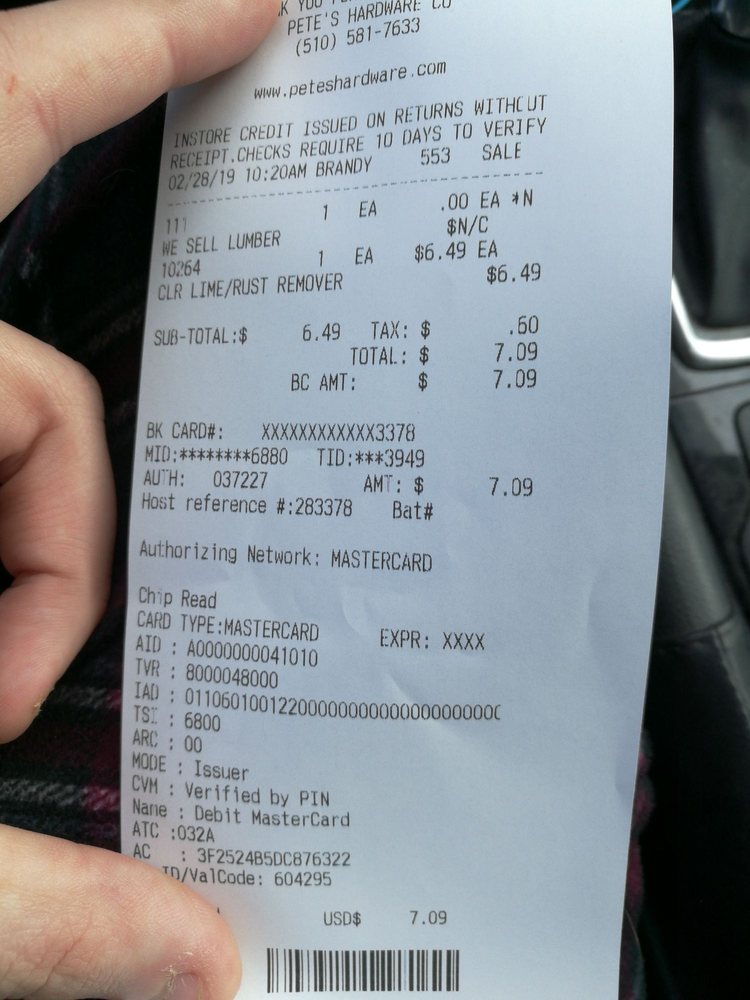 K YOU
PETE'S HARDWARE CO
(510) 581-7633
www.peteshardware.com
INSTORE CREDIT ISSUED ON RETURNS WITHOUT
RECEIPT.CHECKS REQUIRE 10 DAYS TO VERIFY
02/28/19 10:20AM BRANDY 553 SALE
111 1 EA .00 EA *N
WE SELL LUMBER $N/C
10264 1 EA $6.49 EA
CLR LIME/RUST REMOVER $6.49
SUB-TOTAL:$ 6.49 TAX: $ .60
TOTAL: $ 7.09
BC AMT: $ 7.09
BK CARD#: XXXXXXXXXXXX3378
MID:********6880 TID:***3949
AUTH: 037227 AMT: $ 7.09
Host reference #:283378 Bat#
Authorizing Network: MASTERCARD
Chip Read
CARD TYPE:MASTERCARD EXPR: XXXX
AID : A0000000041010
TVR : 8000048000
IAD :
TSI : 6800
ARC : 00
MODE : Issuer
CVM : Verified by PIN
Name : Debit MasterCard
ATC :032A
AC : 3F2524B5DC876322
ID/ValCode: 604295
USD$ 7.09